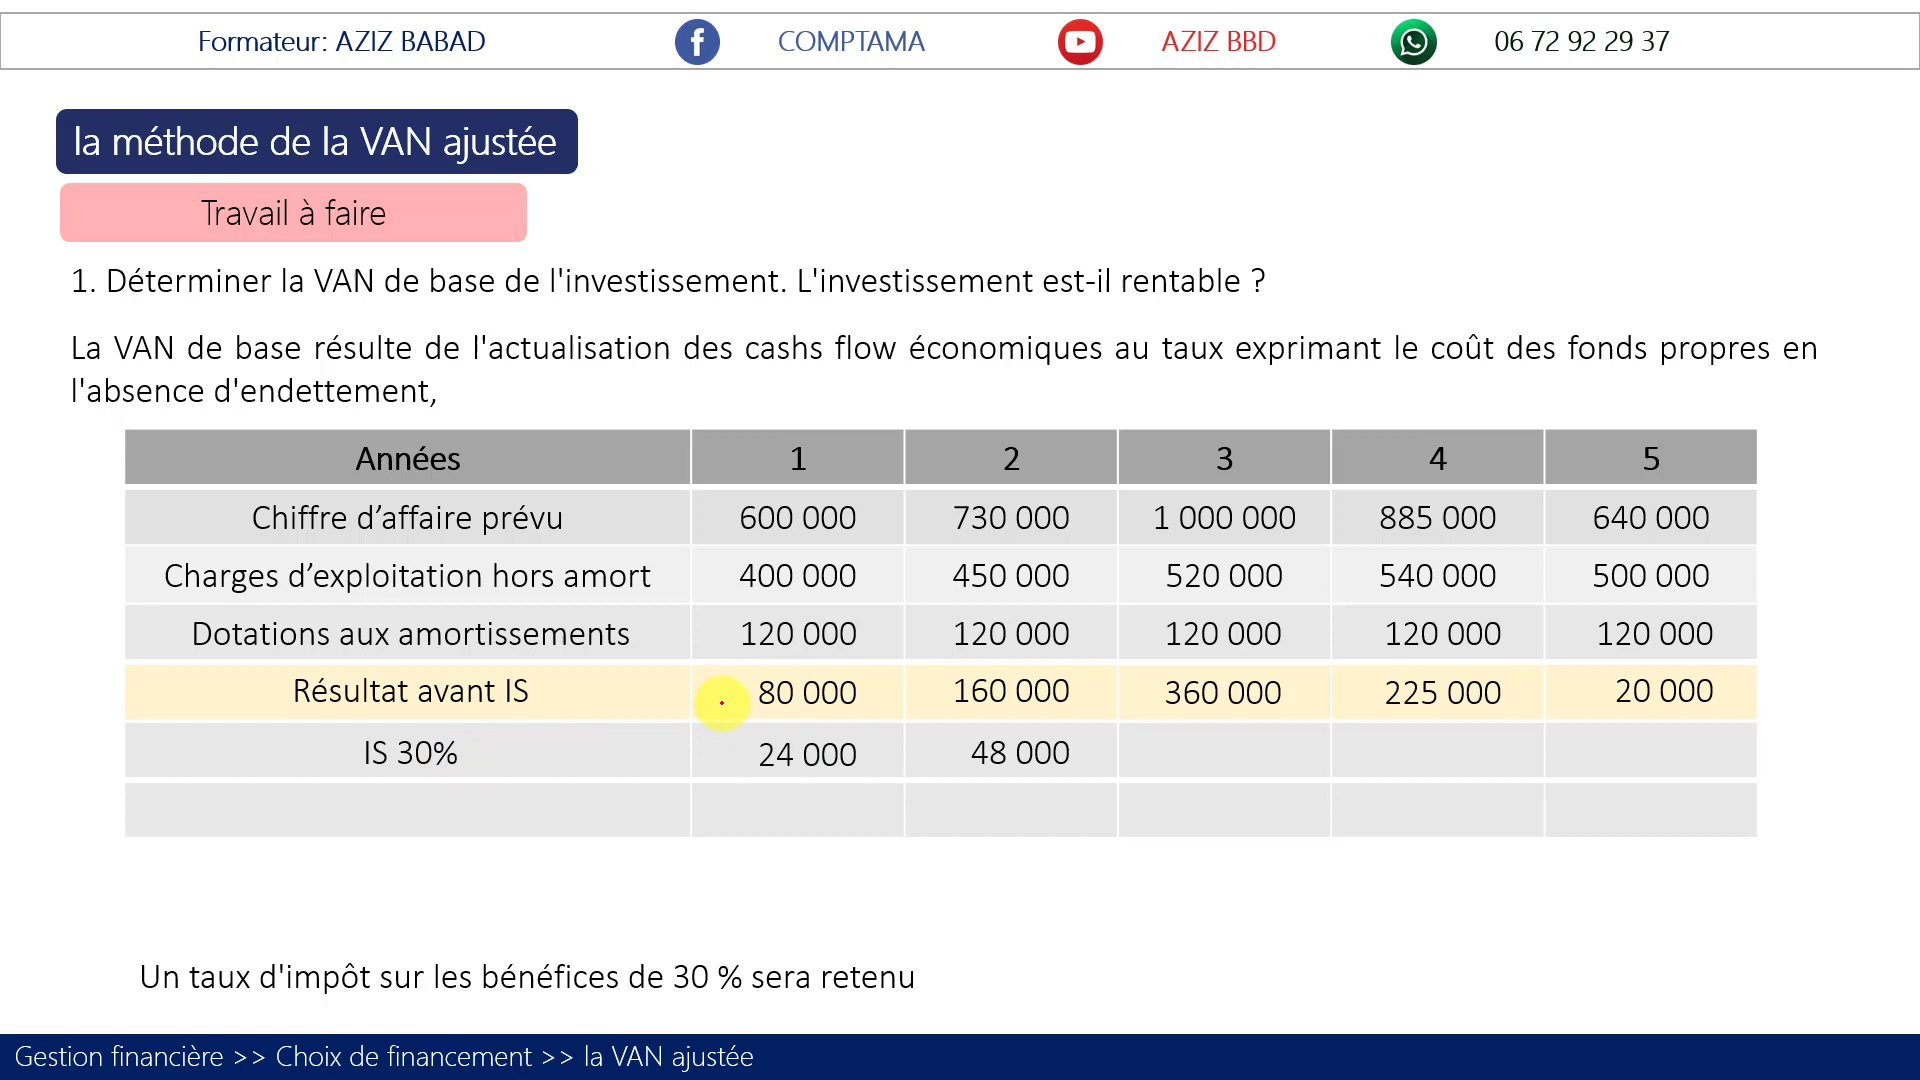 Formateur: AZIZ BABAD COMPTAMA AZIZ BBD 06 72 92 29 37
la méthode de la VAN ajustée
Travail à faire
1. Déterminer la VAN de base de l'investissement. L'investissement est-il rentable ?
La VAN de base résulte de l'actualisation des cashs flow économiques au taux exprimant le coût des fonds propres en
l'absence d'endettement,
Années 1 2 3 4 5
Chiffre d’affaire prévu 600 000 730 000 1 000 000 885 000 640 000
Charges d’exploitation hors amort 400 000 450 000 520 000 540 000 500 000
Dotations aux amortissements 120 000 120 000 120 000 120 000 120 000
Résultat avant IS 80 000 160 000 360 000 225 000 20 000
IS 30% 24 000 48 000
Un taux d'impôt sur les bénéfices de 30 % sera retenu
Gestion financière >> Choix de financement >> la VAN ajustée